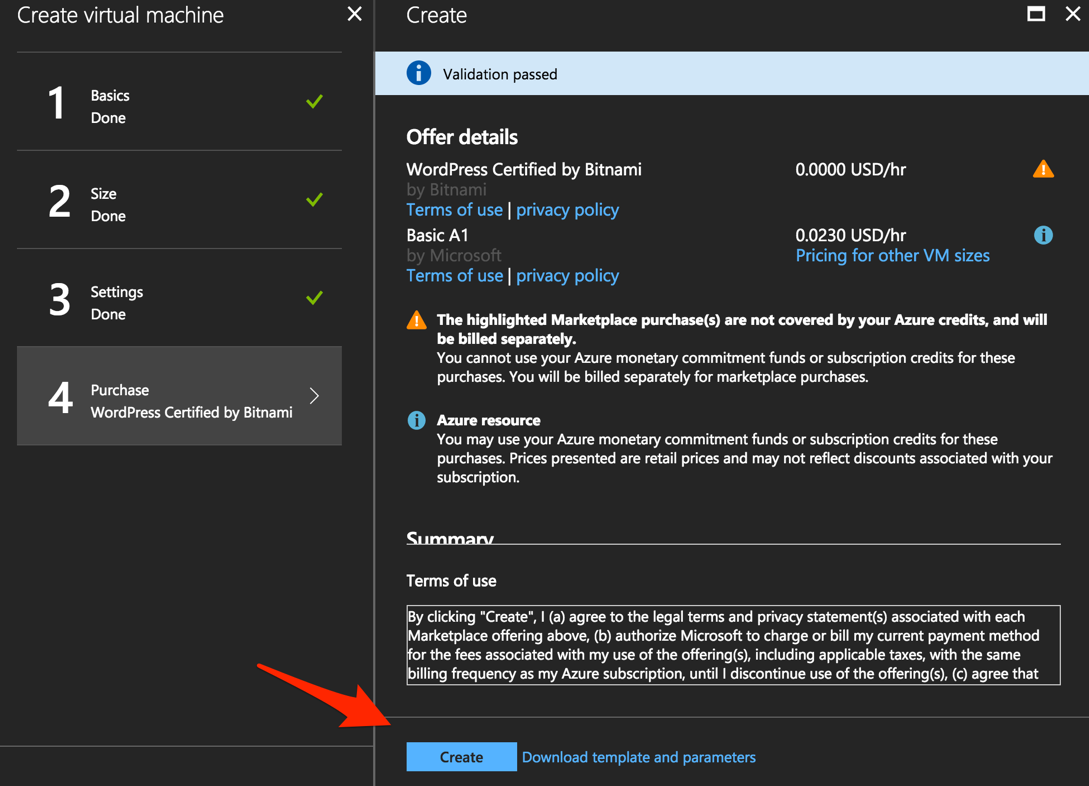 Create virtual machine
1
Basics
Done
2
Size
Done
3
Settings
Done
4
Purchase
WordPress Certified by Bitnami
Create
Validation passed
Offer details
WordPress Certified by Bitnami 0.0000 USD/hr
by Bitnami
Terms of use | privacy policy
Basic A1 0.0230 USD/hr
by Microsoft Pricing for other VM sizes
Terms of use | privacy policy
The highlighted Marketplace purchase(s) are not covered by your Azure credits, and will
be billed separately.
You cannot use your Azure monetary commitment funds or subscription credits for these
purchases. You will be billed separately for marketplace purchases.
Azure resource
You may use your Azure monetary commitment funds or subscription credits for these
purchases. Prices presented are retail prices and may not reflect discounts associated with your
subscription.
Summary
Terms of use
By clicking "Create", I (a) agree to the legal terms and privacy statement(s) associated with each
Marketplace offering above, (b) authorize Microsoft to charge or bill my current payment method
for the fees associated with my use of the offering(s), including applicable taxes, with the same
billing frequency as my Azure subscription, until I discontinue use of the offering(s), (c) agree that
Create Download template and parameters